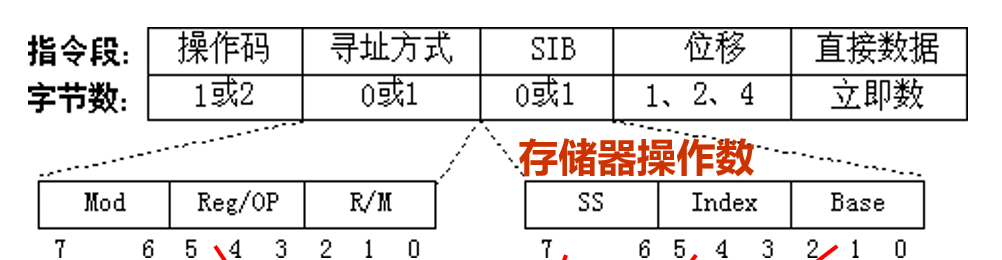 指令段: 操作码 寻址方式 SIB 位移 直接数据
字节数: 1或2 0或1 0或1 1、2、4 立即数
存储器操作数
Mod Reg/OP R/M SS Index Base
7 6 5 4 3 2 1 0 7 6 5 4 3 2 1 0